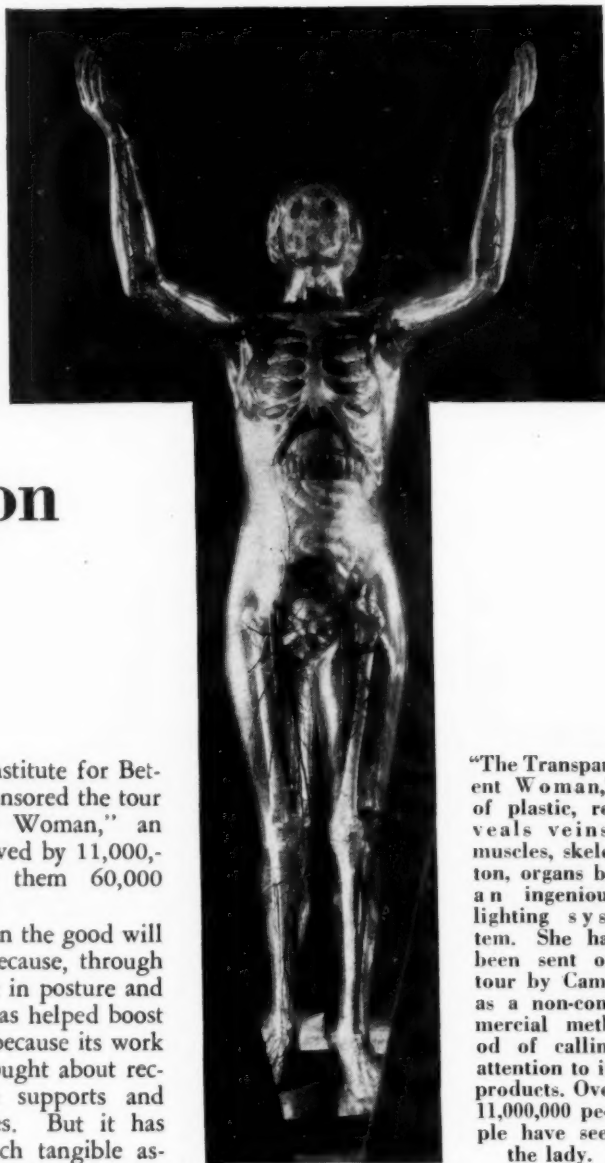 on
stitute for Bet-
nsored the tour
Woman," an
ved by 11,000,-
them 60,000
n the good will
ecause, through
in posture and
as helped boost
because its work
ught about rec-
supports and
es. But it has
ch tangible as-
"The Transpar
ent Woman,
of plastic, re
veals veins
muscles, skele
ton, organs b
an ingeniou
lighting sys
tem. She ha
been sent o
tour by Cam
as a non-con
mercial meth
od of callin
attention to i
products. Ove
11,000,000 peo
ple have see
the lady.